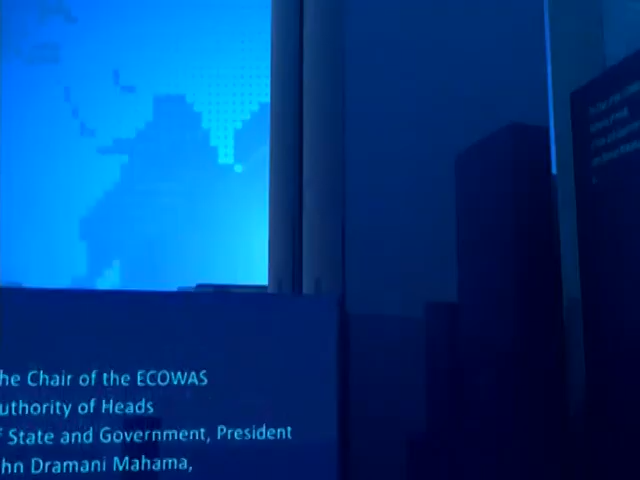 he Chair of the ECOWAS
uthority of Heads
f State and Government, President
hn Dramani Mahama,